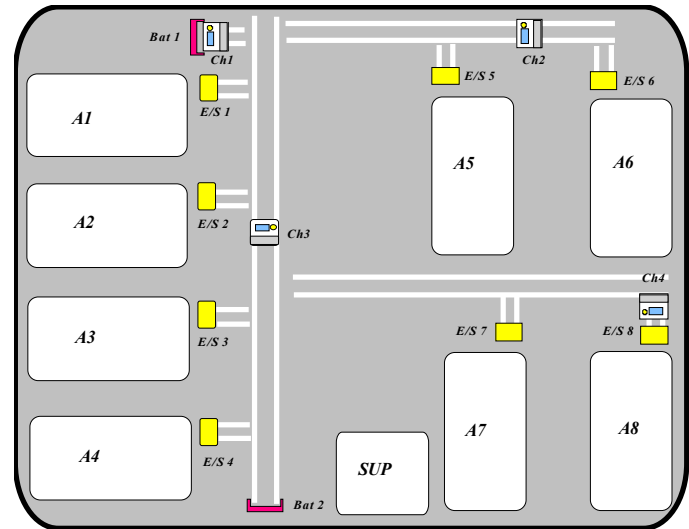 Bat 1
Ch1
Ch2
E/S 5
E/S 6
E/S 1
A1
A5
A6
A2
E/S 2
Ch3
Ch4
E/S 3
E/S 7
E/S 8
A3
A7
A8
A4
E/S 4
SUP
Bat 2